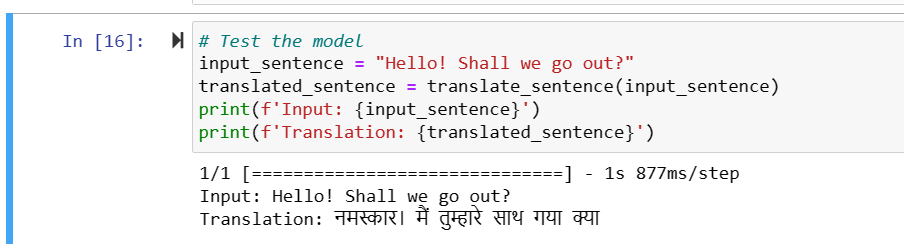 In [16]:
# Test the model
input_sentence = "Hello! Shall we go out?"
translated_sentence = translate_sentence(input_sentence)
print(f'Input: {input_sentence}')
print(f'Translation: {translated_sentence}')
1/1 [==============================] - 1s 877ms/step
Input: Hello! Shall we go out?
Translation: नमस्कार। मैं तुम्हारे साथ गया क्या